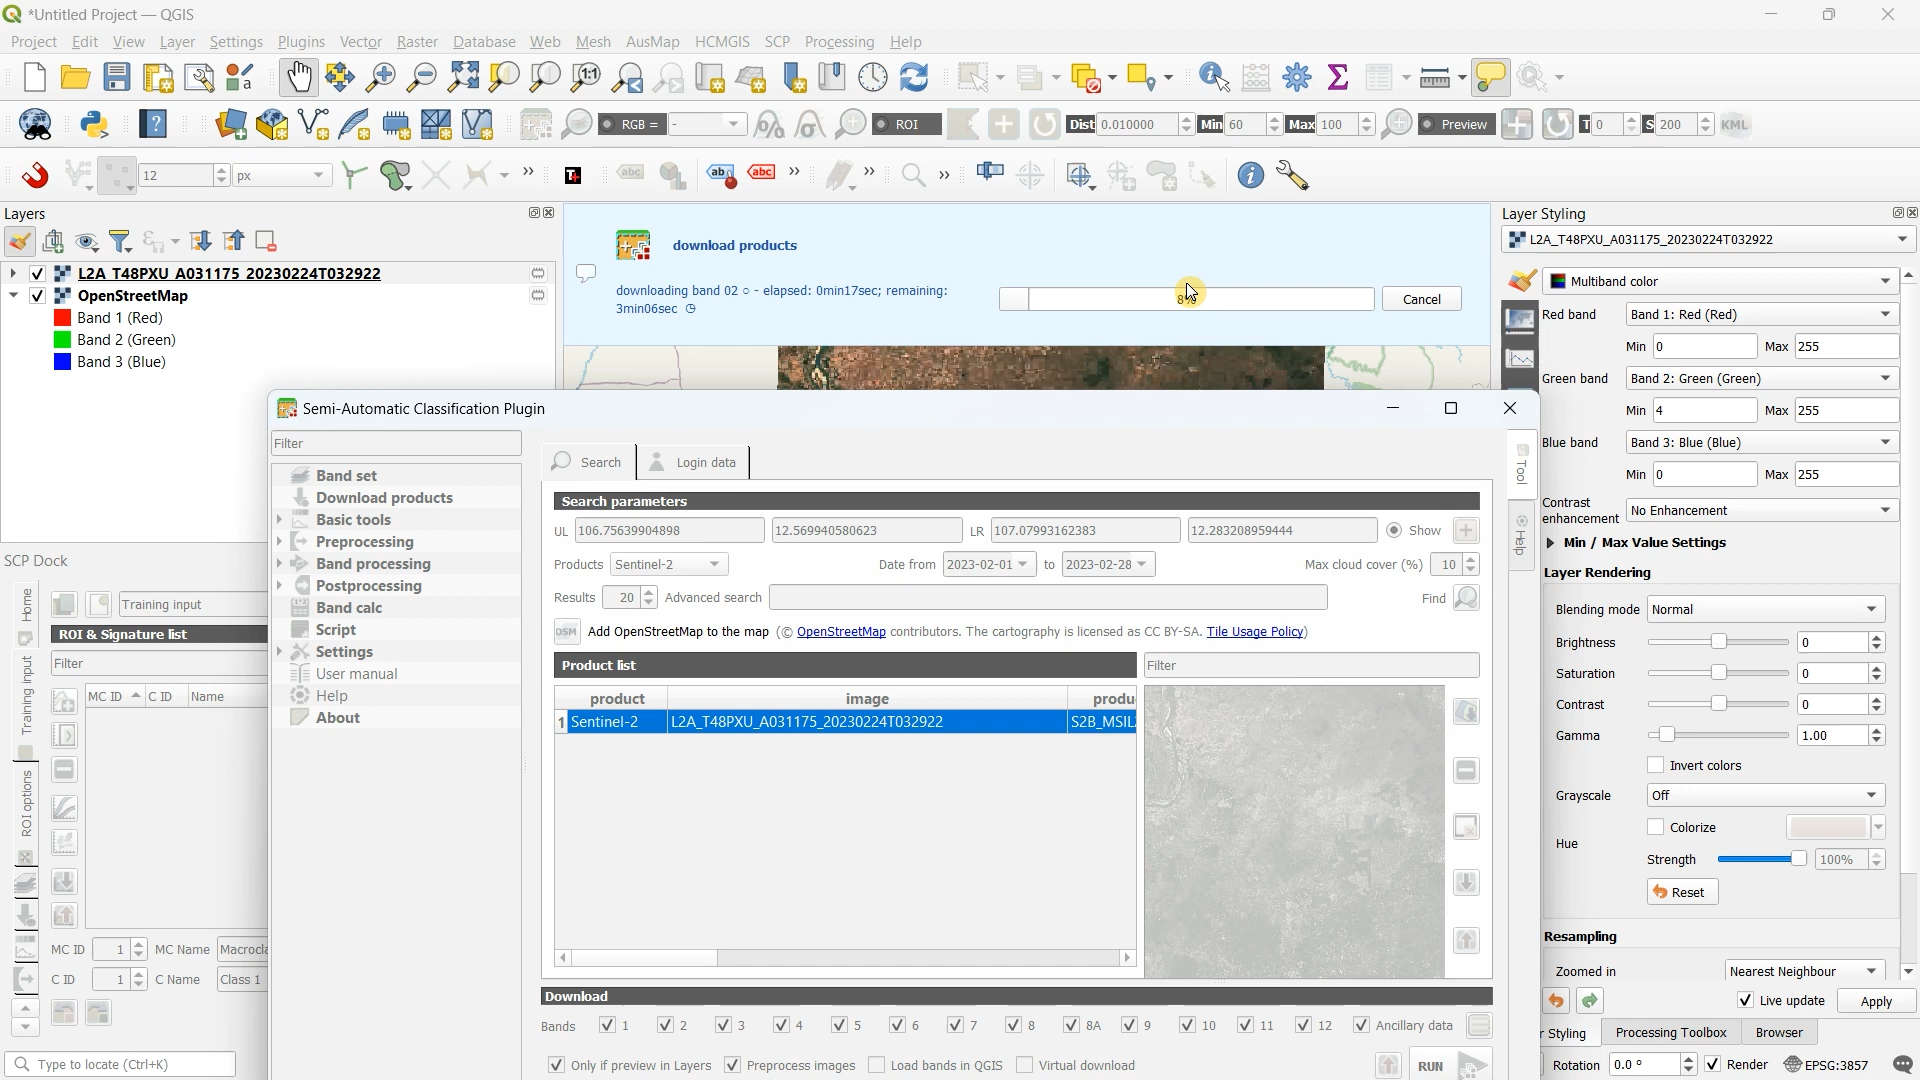 *Untitled Project — QGIS
Project Edit View Layer Settings Plugins Vector Raster Database Web Mesh AusMap HCMGIS SCP Processing Help
RGB = - ROI Dist 0.010000 Min 60 Max 100 Preview T 0 S 200 KML
12 px abc ab abc
Layers
L2A_T48PXU_A031175_20230224T032922
OpenStreetMap
Band 1 (Red)
Band 2 (Green)
Band 3 (Blue)
download products
downloading band 02 ○ - elapsed: 0min17sec; remaining:
3min06sec
8%
Cancel
Layer Styling
L2A_T48PXU_A031175_20230224T032922
Multiband color
Red band Band 1: Red (Red)
Min 0 Max 255
Green band Band 2: Green (Green)
Min 4 Max 255
Blue band Band 3: Blue (Blue)
Min 0 Max 255
Contrast
enhancement No Enhancement
Min / Max Value Settings
Layer Rendering
Blending mode Normal
Brightness 0
Saturation 0
Contrast 0
Gamma 1.00
Invert colors
Grayscale Off
Hue
Colorize
Strength 100%
Reset
Resampling
Zoomed in Nearest Neighbour
Live update Apply
r Styling Processing Toolbox Browser
Rotation 0.0 ° Render EPSG:3857
Semi-Automatic Classification Plugin
Filter
Band set
Download products
Basic tools
Preprocessing
Band processing
Postprocessing
Band calc
Script
Settings
User manual
Help
About
Search Login data
Tool
Help
Search parameters
UL 106.75639904898 12.569940580623 LR 107.07993162383 12.283208959444 Show
Products Sentinel-2 Date from 2023-02-01 to 2023-02-28 Max cloud cover (%) 10
Results 20 Advanced search Find
OSM Add OpenStreetMap to the map (© OpenStreetMap contributors. The cartography is licensed as CC BY-SA. Tile Usage Policy)
Product list Filter
product image produ
1 Sentinel-2 L2A_T48PXU_A031175_20230224T032922 S2B_MSIL
Download
Bands 1 2 3 4 5 6 7 8 8A 9 10 11 12 Ancillary data
Only if preview in Layers Preprocess images Load bands in QGIS Virtual download RUN
SCP Dock
Home
Training input
ROI options
Training input
ROI & Signature list
Filter
MC ID C ID Name
MC ID 1 MC Name Macrocla
C ID 1 C Name Class 1
Type to locate (Ctrl+K)